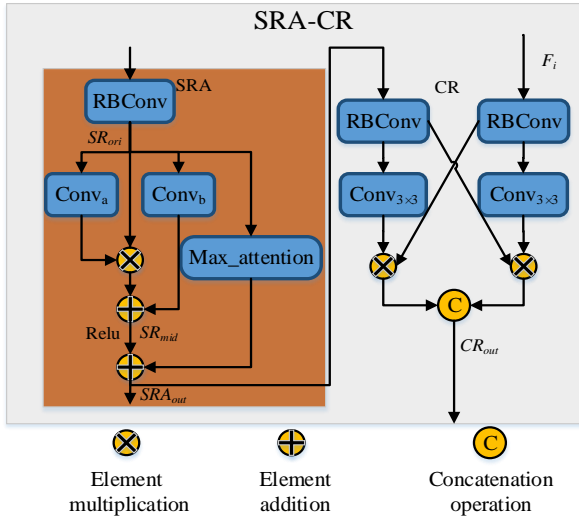 SRA-CR
SRA
F_i
CR
RBConv
RBConv
RBConv
SR_ori
Conv_a
Conv_b
Conv_3×3
Conv_3×3
Max_attention
C
Relu
SR_mid
CR_out
SRA_out
C
Element
multiplication
Element
addition
Concatenation
operation